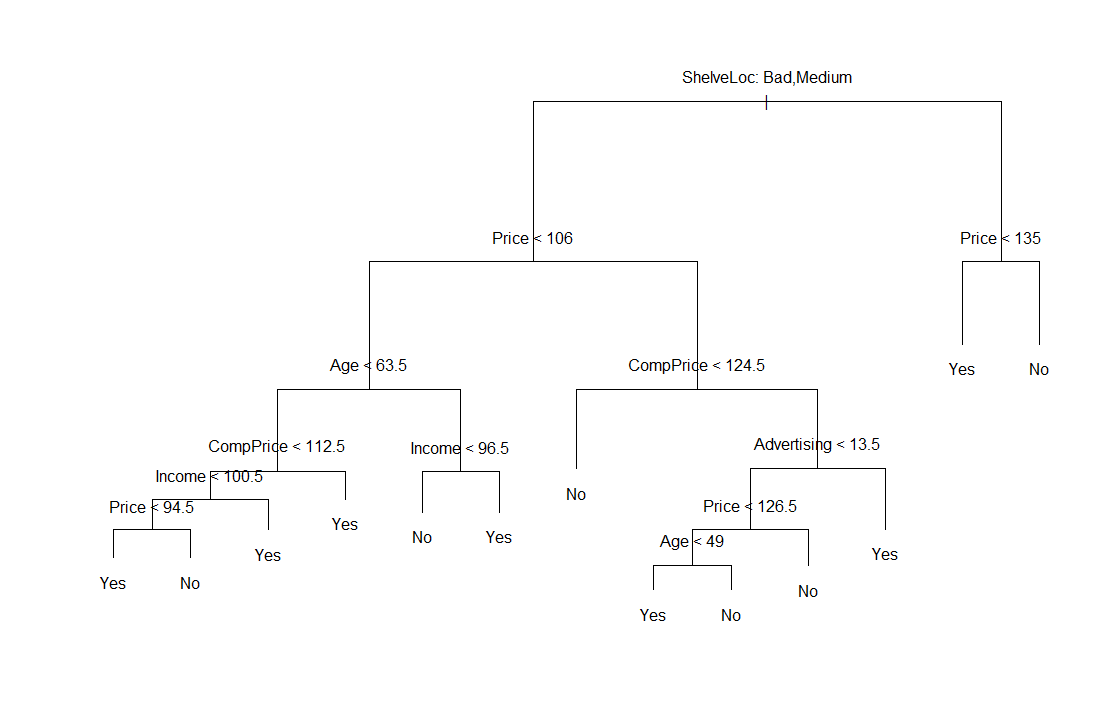 ShelveLoc: Bad,Medium
Price < 106
Price < 135
Age < 63.5
CompPrice < 124.5
Yes
No
CompPrice < 112.5
Income < 96.5
Advertising < 13.5
Income < 100.5
No
Price < 94.5
Price < 126.5
Yes
No
Yes
Age < 49
Yes
Yes
Yes
No
No
Yes
No